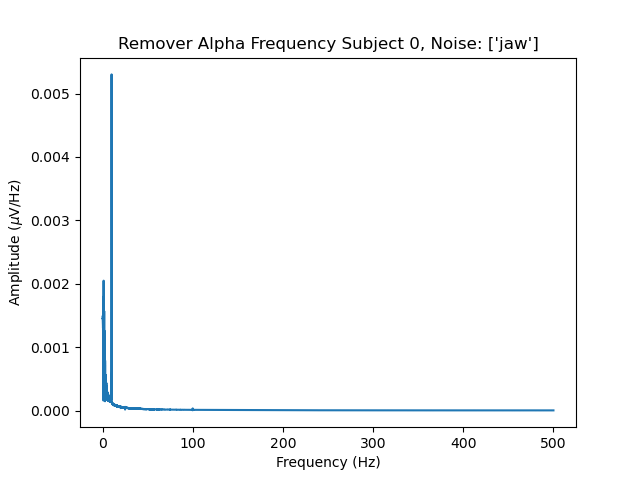 Remover Alpha Frequency Subject 0, Noise: ['jaw']
0.005
0.004
0.003
0.002
0.001
0.000
Amplitude (μV/Hz)
0 100 200 300 400 500
Frequency (Hz)